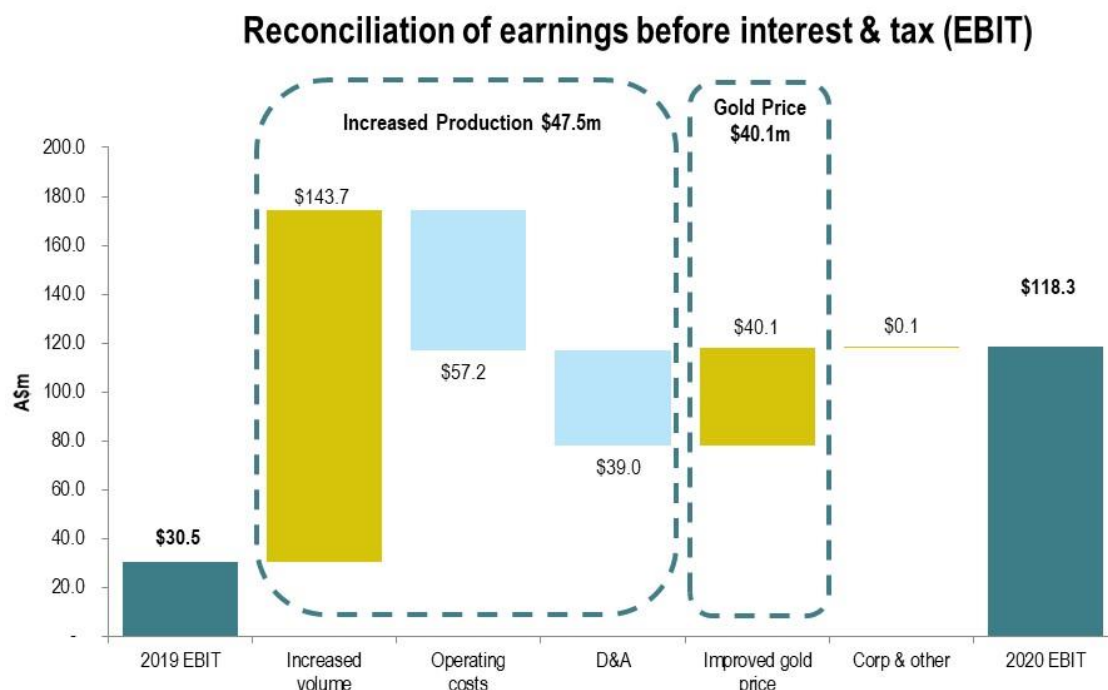 Reconciliation of earnings before interest & tax (EBIT)
Increased Production $47.5m
Gold Price
$40.1m
A$m
200.0
180.0
160.0
140.0
120.0
100.0
80.0
60.0
40.0
20.0
-
$30.5
$143.7
$57.2
$39.0
$40.1
$0.1
$118.3
2019 EBIT
Increased
volume
Operating
costs
D&A
Improved gold
price
Corp & other
2020 EBIT